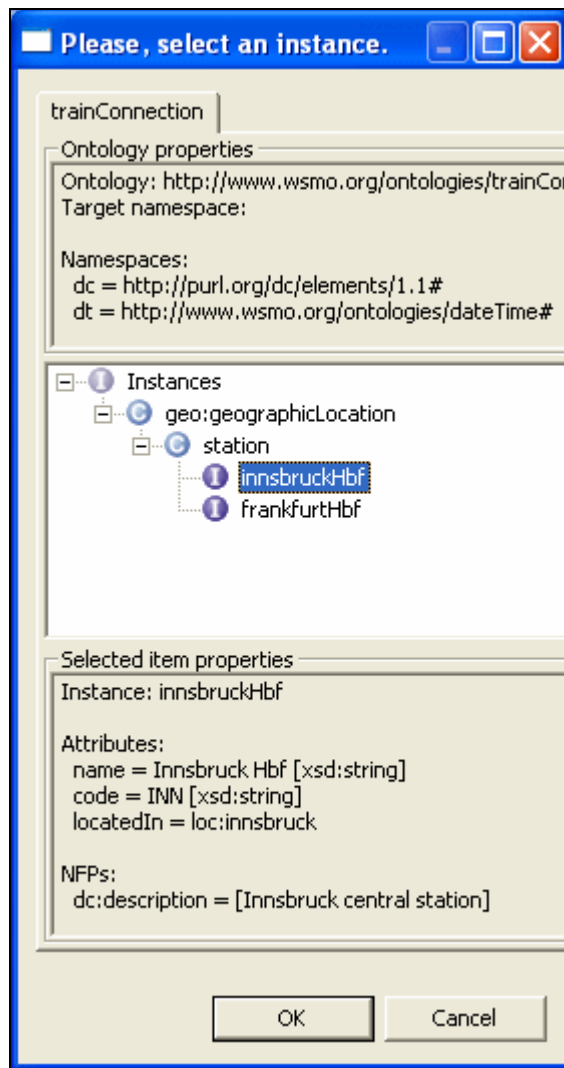 Please, select an instance.
trainConnection
Ontology properties
Ontology: http://www.wsmo.org/ontologies/trainCo
Target namespace:
Namespaces:
dc = http://purl.org/dc/elements/1.1#
dt = http://www.wsmo.org/ontologies/dateTime#
I Instances
C geo:geographicLocation
C station
I innsbruckHbf
I frankfurtHbf
Selected item properties
Instance: innsbruckHbf
Attributes:
name = Innsbruck Hbf [xsd:string]
code = INN [xsd:string]
locatedIn = loc:innsbruck
NFPs:
dc:description = [Innsbruck central station]
OK
Cancel